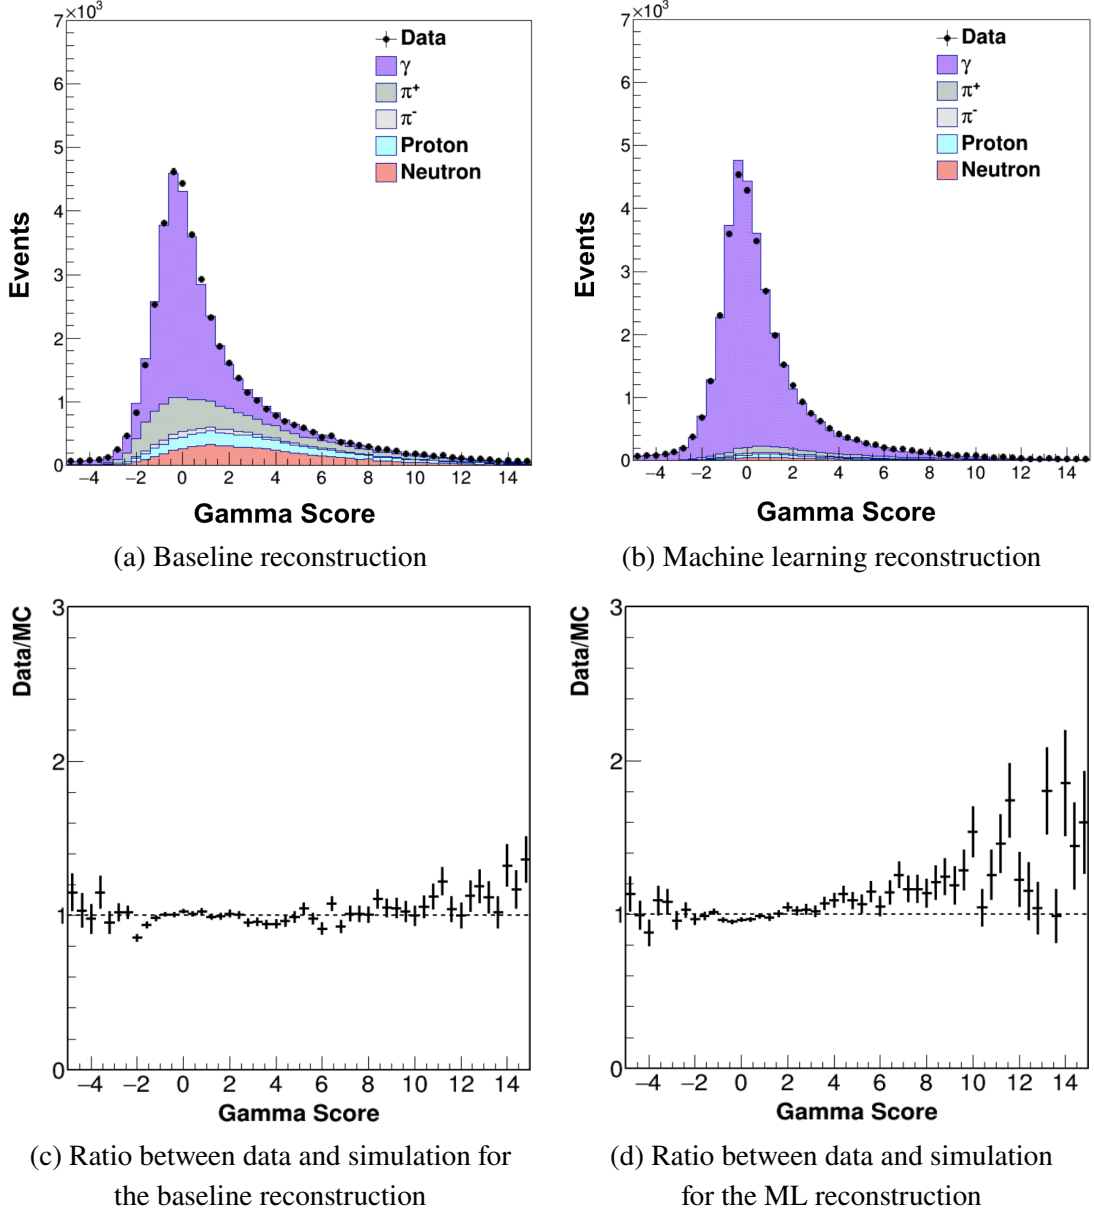 7×10³
Data
γ
π⁺
π⁻
Proton
Neutron
6
5
4
3
2
1
0
Events
−4 −2 0 2 4 6 8 10 12 14
Gamma Score
(a) Baseline reconstruction
7×10³
Data
γ
π⁺
π⁻
Proton
Neutron
6
5
4
3
2
1
0
Events
−4 −2 0 2 4 6 8 10 12 14
Gamma Score
(b) Machine learning reconstruction
3
2
1
0
Data/MC
−4 −2 0 2 4 6 8 10 12 14
Gamma Score
(c) Ratio between data and simulation for
the baseline reconstruction
3
2
1
0
Data/MC
−4 −2 0 2 4 6 8 10 12 14
Gamma Score
(d) Ratio between data and simulation
for the ML reconstruction